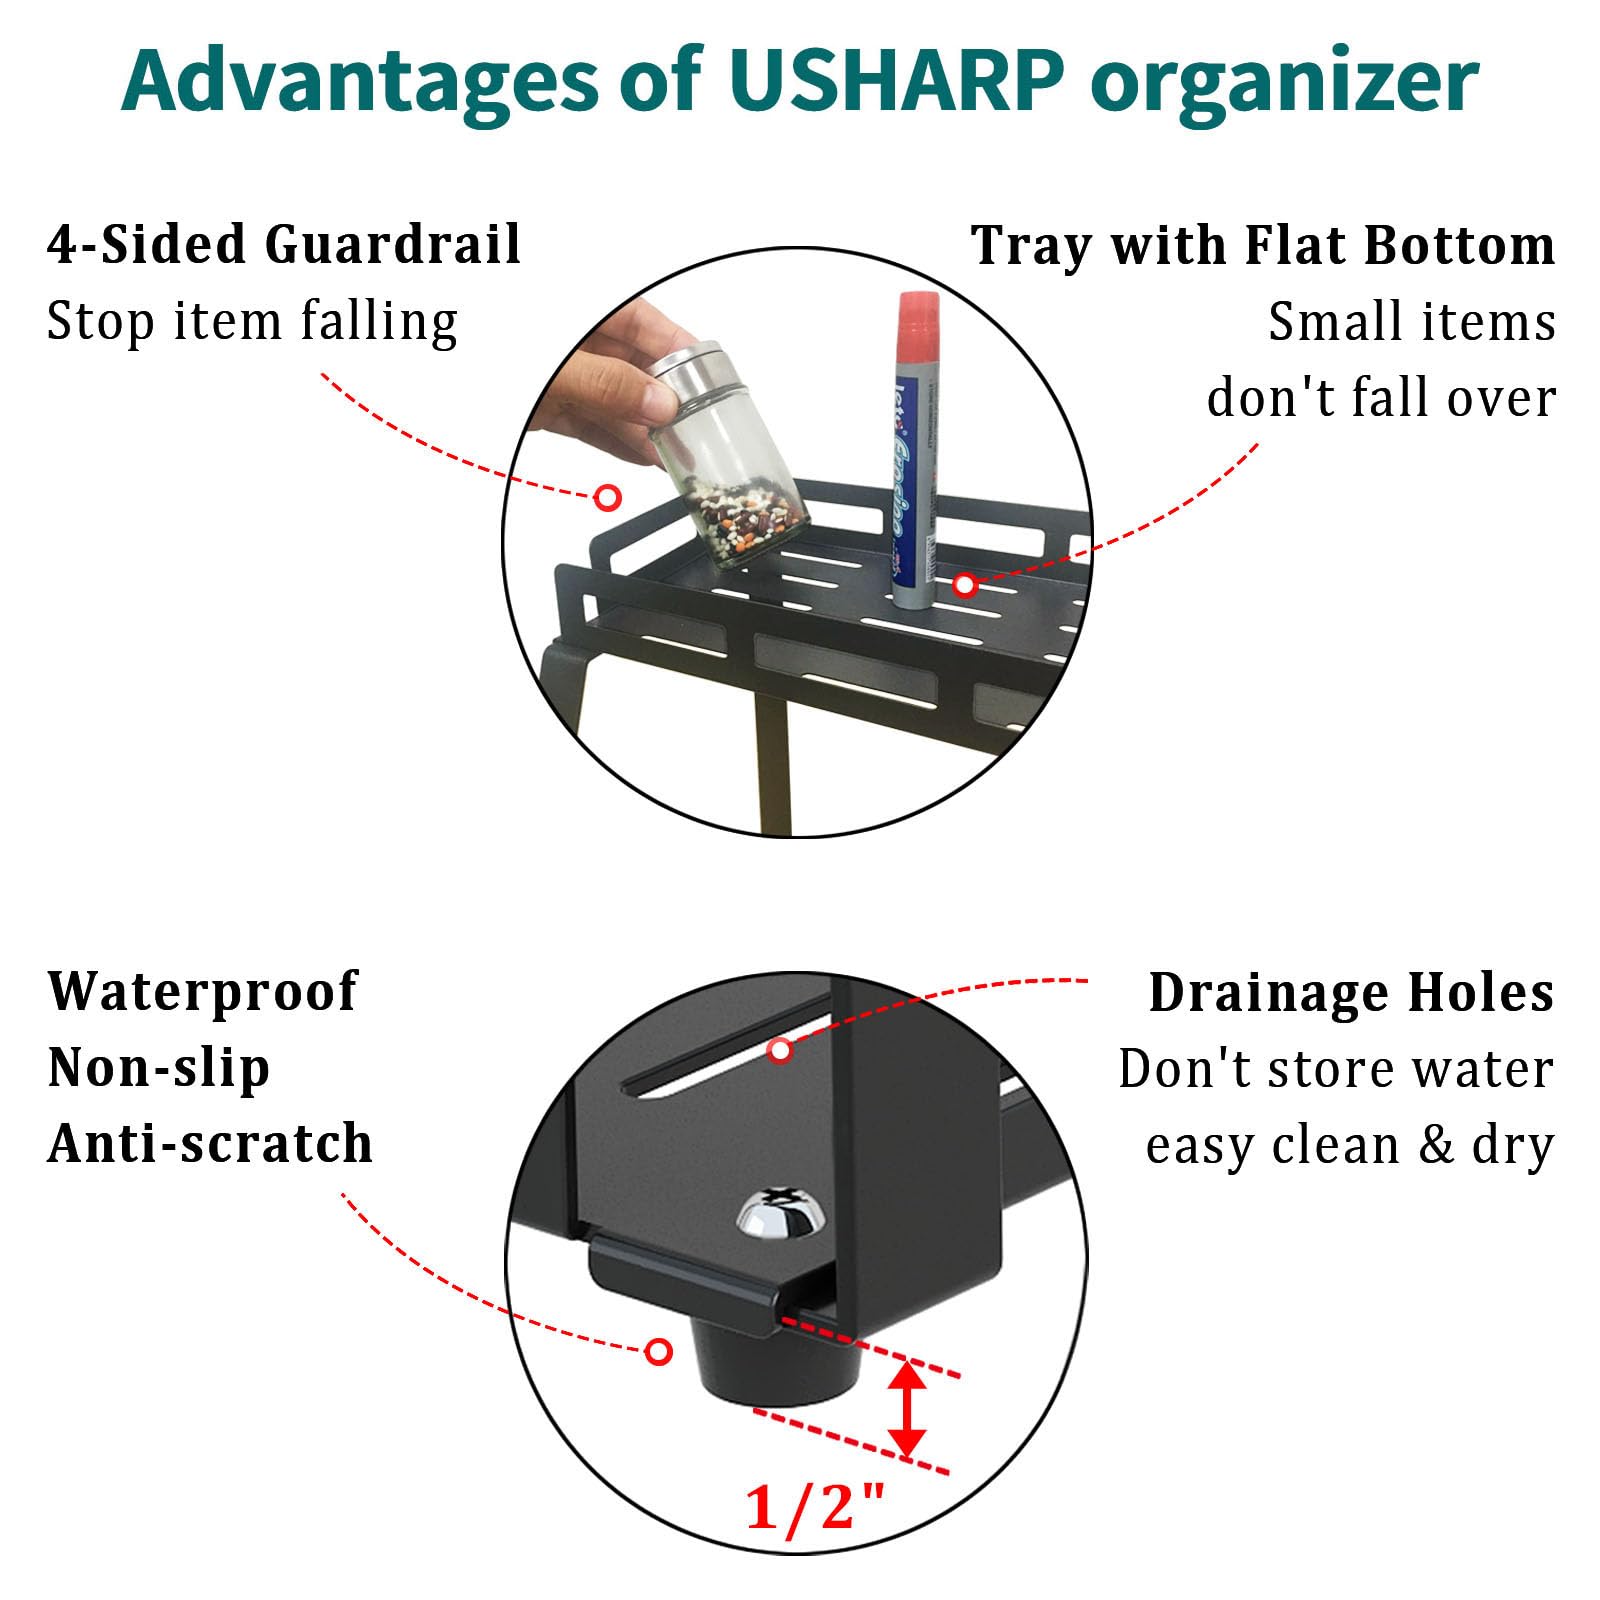 Advantages of USHARP organizer
4-Sided Guardrail
Stop item falling
Tray with Flat Bottom
Small items
don't fall over
Waterproof
Non-slip
Anti-scratch
Drainage Holes
Don't store water
easy clean & dry
1/2"